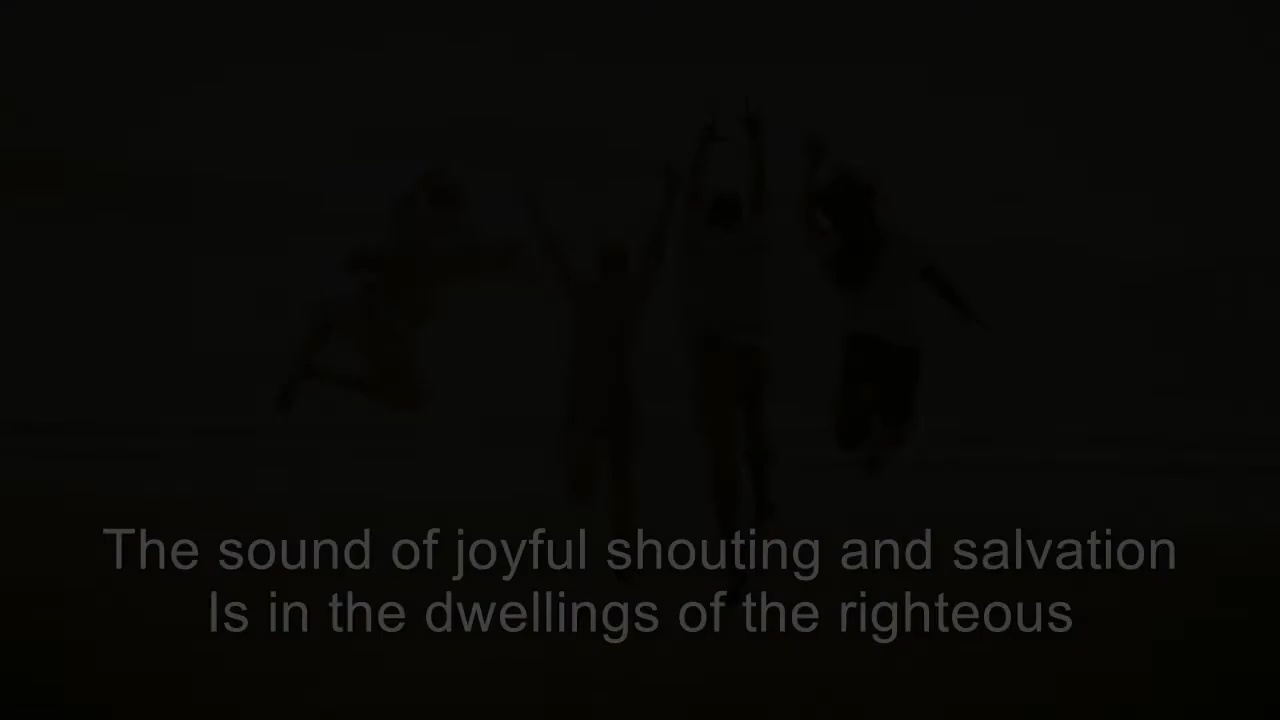 The sound of joyful shouting and salvation
Is in the dwellings of the righteous